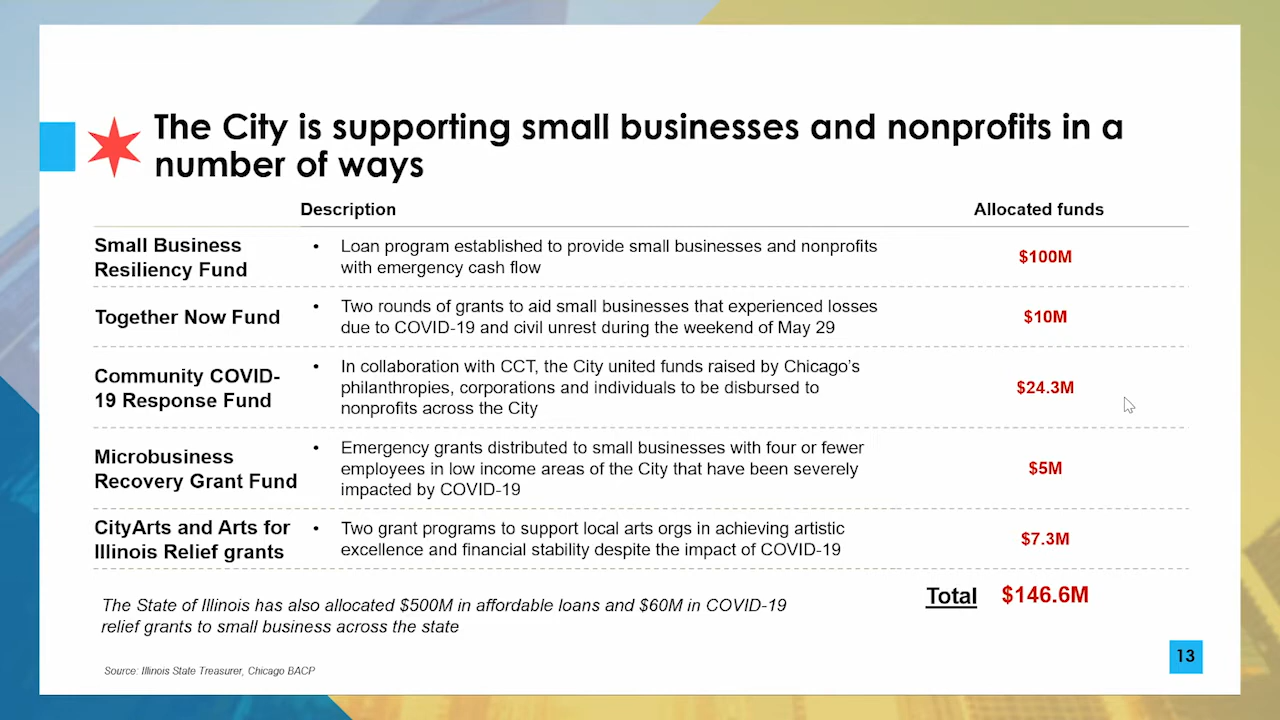 The City is supporting small businesses and nonprofits in a
number of ways
Description
Allocated funds
Small Business
Resiliency Fund
• Loan program established to provide small businesses and nonprofits
with emergency cash flow
$100M
Together Now Fund
• Two rounds of grants to aid small businesses that experienced losses
due to COVID-19 and civil unrest during the weekend of May 29
$10M
Community COVID-
19 Response Fund
• In collaboration with CCT, the City united funds raised by Chicago’s
philanthropies, corporations and individuals to be disbursed to
nonprofits across the City
$24.3M
Microbusiness
Recovery Grant Fund
• Emergency grants distributed to small businesses with four or fewer
employees in low income areas of the City that have been severely
impacted by COVID-19
$5M
CityArts and Arts for
Illinois Relief grants
• Two grant programs to support local arts orgs in achieving artistic
excellence and financial stability despite the impact of COVID-19
$7.3M
Total $146.6M
The State of Illinois has also allocated $500M in affordable loans and $60M in COVID-19
relief grants to small business across the state
Source: Illinois State Treasurer, Chicago BACP
13